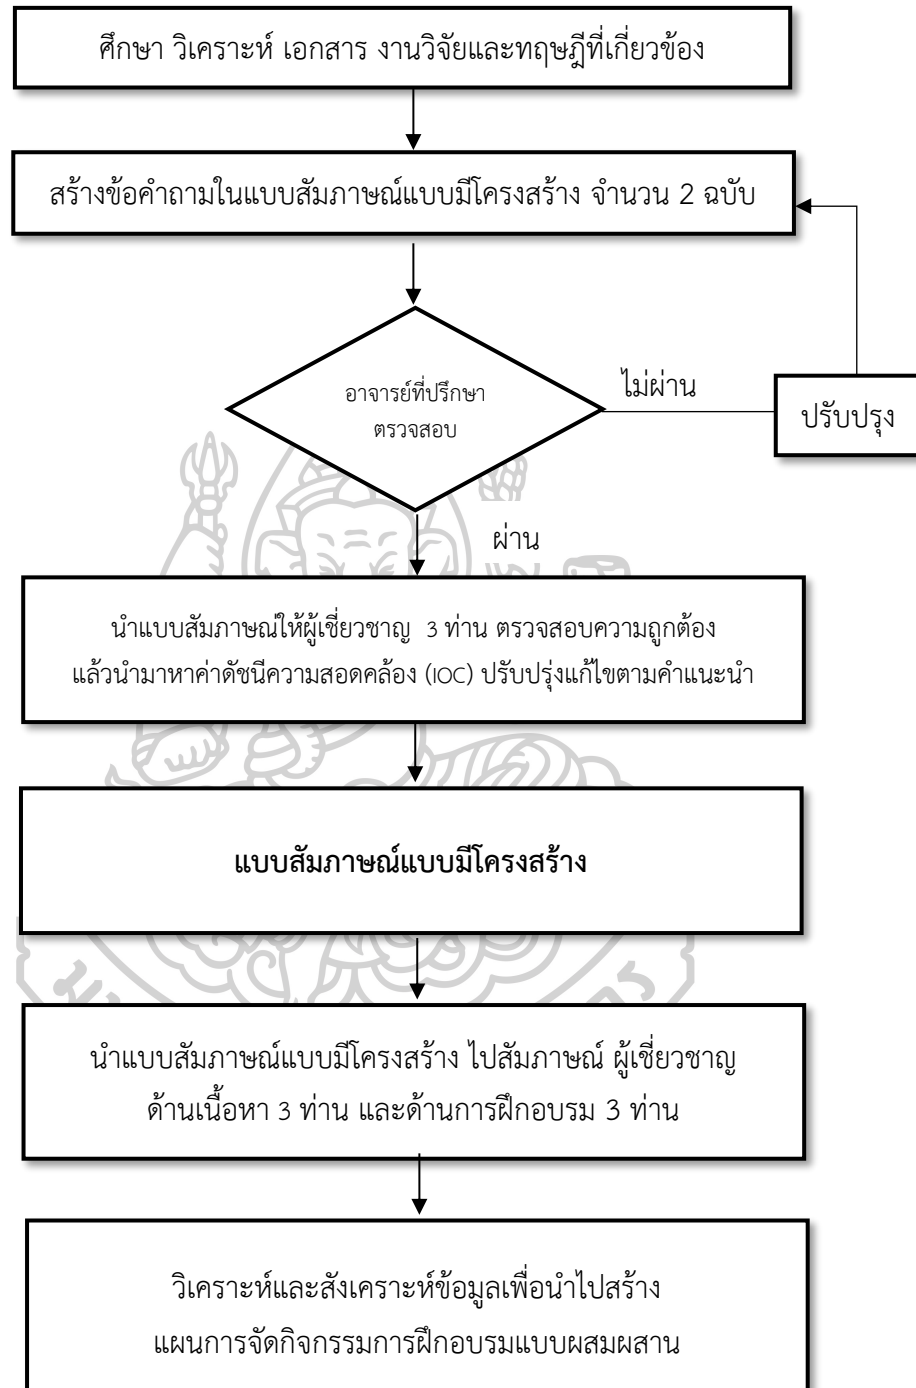 ศึกษา วิเคราะห์ เอกสาร งานวิจัยและทฤษฎีที่เกี่ยวข้อง
สร้างข้อคำถามในแบบสัมภาษณ์แบบมีโครงสร้าง จำนวน 2 ฉบับ
อาจารย์ที่ปรึกษา
ตรวจสอบ
ไม่ผ่าน
ปรับปรุง
ผ่าน
นำแบบสัมภาษณ์ให้ผู้เชี่ยวชาญ 3 ท่าน ตรวจสอบความถูกต้อง
แล้วนำมาหาค่าดัชนีความสอดคล้อง (IOC) ปรับปรุ่งแก้ไขตามคำแนะนำ
แบบสัมภาษณ์แบบมีโครงสร้าง
นำแบบสัมภาษณ์แบบมีโครงสร้าง ไปสัมภาษณ์ ผู้เชี่ยวชาญ
ด้านเนื้อหา 3 ท่าน และด้านการฝึกอบรม 3 ท่าน
วิเคราะห์และสังเคราะห์ข้อมูลเพื่อนำไปสร้าง
แผนการจัดกิจกรรมการฝึกอบรมแบบผสมผสาน